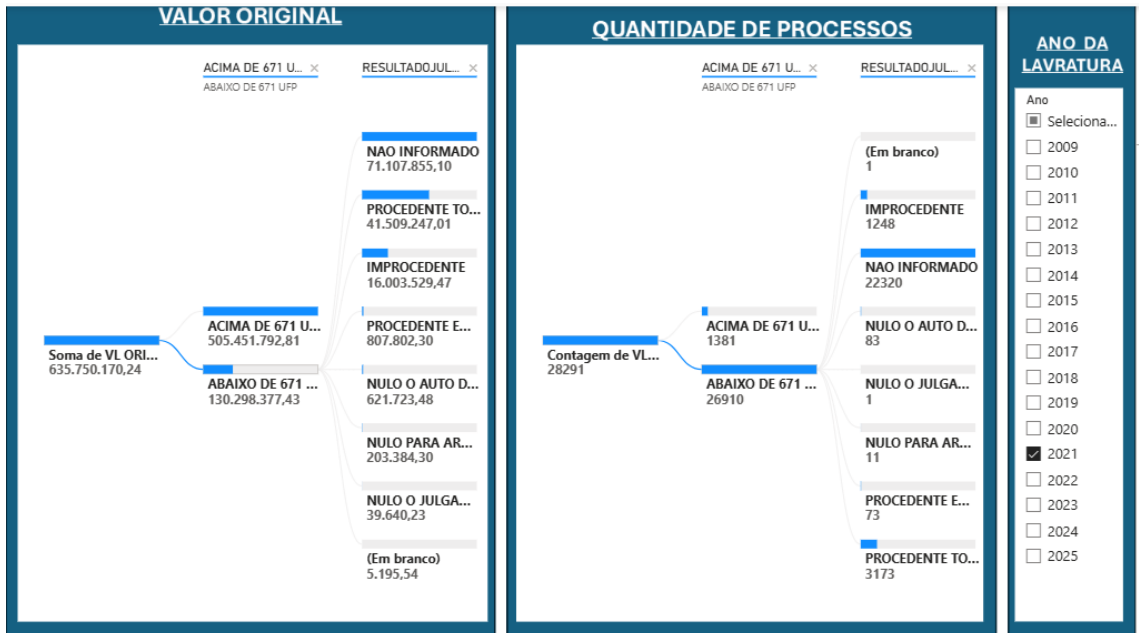 VALOR ORIGINAL
ACIMA DE 671 U... ×
ABAIXO DE 671 UFP
RESULTADOJUL... ×
Soma de VL ORI...
635.750.170,24
ACIMA DE 671 U...
505.451.792,81
ABAIXO DE 671 ...
130.298.377,43
NAO INFORMADO
71.107.855,10
PROCEDENTE TO...
41.509.247,01
IMPROCEDENTE
16.003.529,47
PROCEDENTE E...
807.802,30
NULO O AUTO D...
621.723,48
NULO PARA AR...
203.384,30
NULO O JULGA...
39.640,23
(Em branco)
5.195,54
QUANTIDADE DE PROCESSOS
ACIMA DE 671 U... ×
ABAIXO DE 671 UFP
RESULTADOJUL... ×
Contagem de VL...
28291
ACIMA DE 671 U...
1381
ABAIXO DE 671 ...
26910
(Em branco)
1
IMPROCEDENTE
1248
NAO INFORMADO
22320
NULO O AUTO D...
83
NULO O JULGA...
1
NULO PARA AR...
11
PROCEDENTE E...
73
PROCEDENTE TO...
3173
ANO DA
LAVRATURA
Ano
Seleciona...
2009
2010
2011
2012
2013
2014
2015
2016
2017
2018
2019
2020
2021
2022
2023
2024
2025